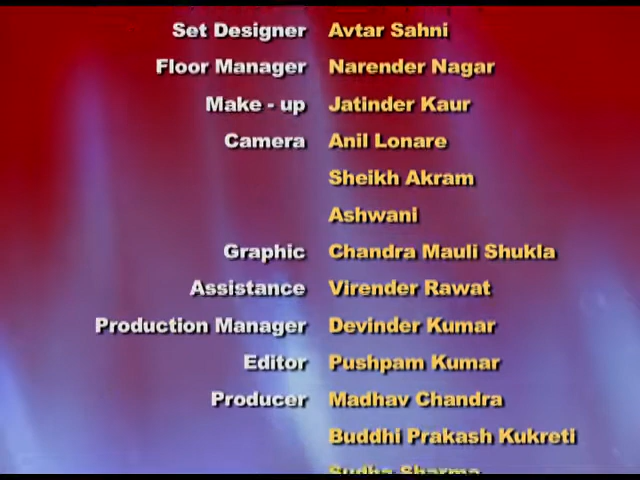 Set Designer Avtar Sahni
Floor Manager Narender Nagar
Make - up Jatinder Kaur
Camera Anil Lonare
Sheikh Akram
Ashwani
Graphic Chandra Mauli Shukla
Assistance Virender Rawat
Production Manager Devinder Kumar
Editor Pushpam Kumar
Producer Madhav Chandra
Buddhi Prakash Kukreti
Sudha Sharma